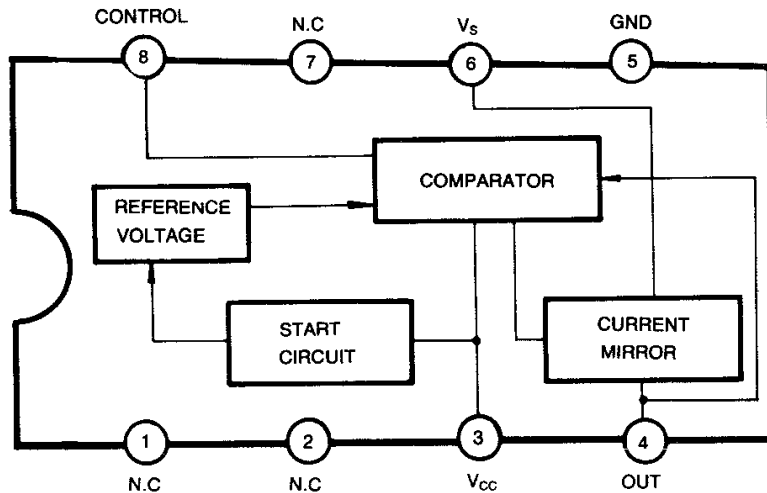 CONTROL
N.C
VS
GND
8
7
6
5
COMPARATOR
REFERENCE
VOLTAGE
START
CIRCUIT
CURRENT
MIRROR
1
2
3
4
N.C
N.C
VCC
OUT